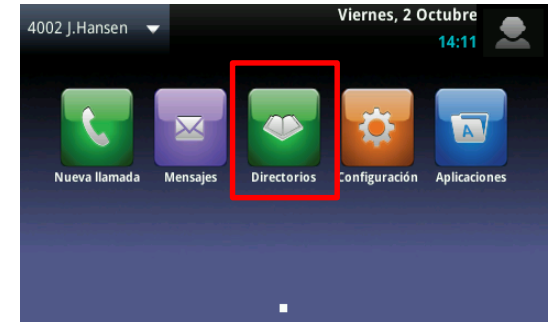 4002 J.Hansen
Viernes, 2 Octubre
14:11
Nueva llamada Mensajes Directorios Configuración Aplicaciones
A